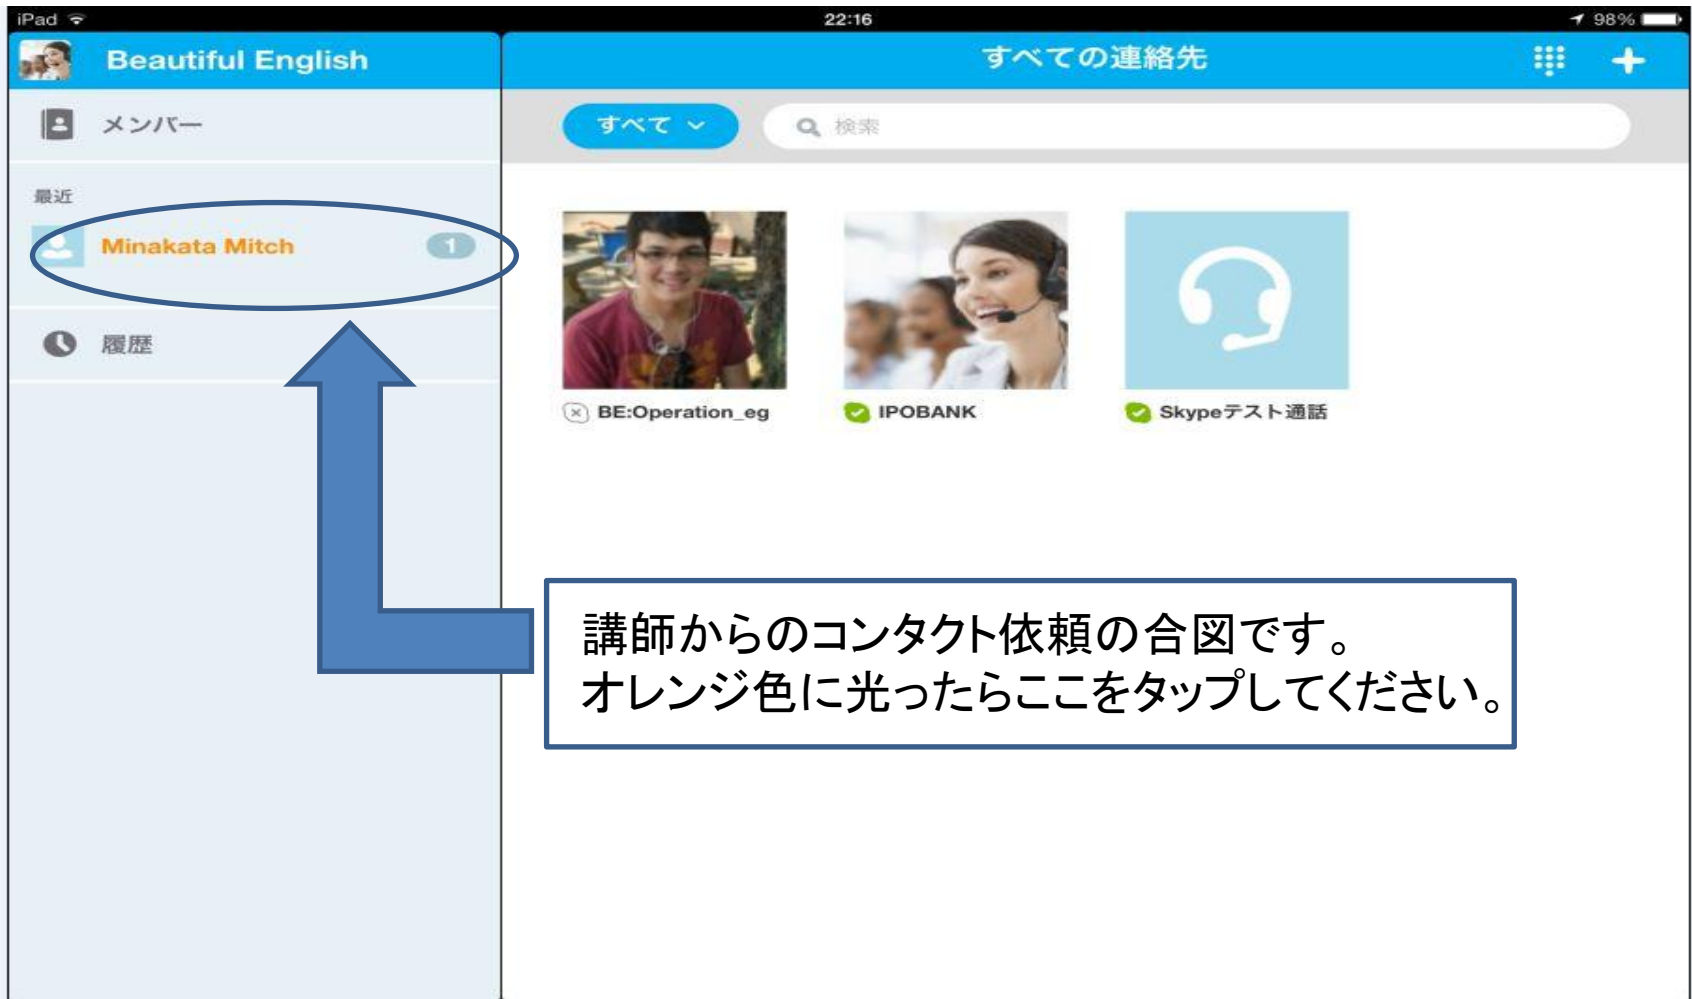 iPad 22:16 98%
Beautiful English
すべての連絡先
メンバー
すべて
検索
最近
Minakata Mitch 1
履歴
BE:Operation_eg
IPOBANK
Skypeテスト通話
講師からのコンタクト依頼の合図です。
オレンジ色に光ったらここをタップしてください。